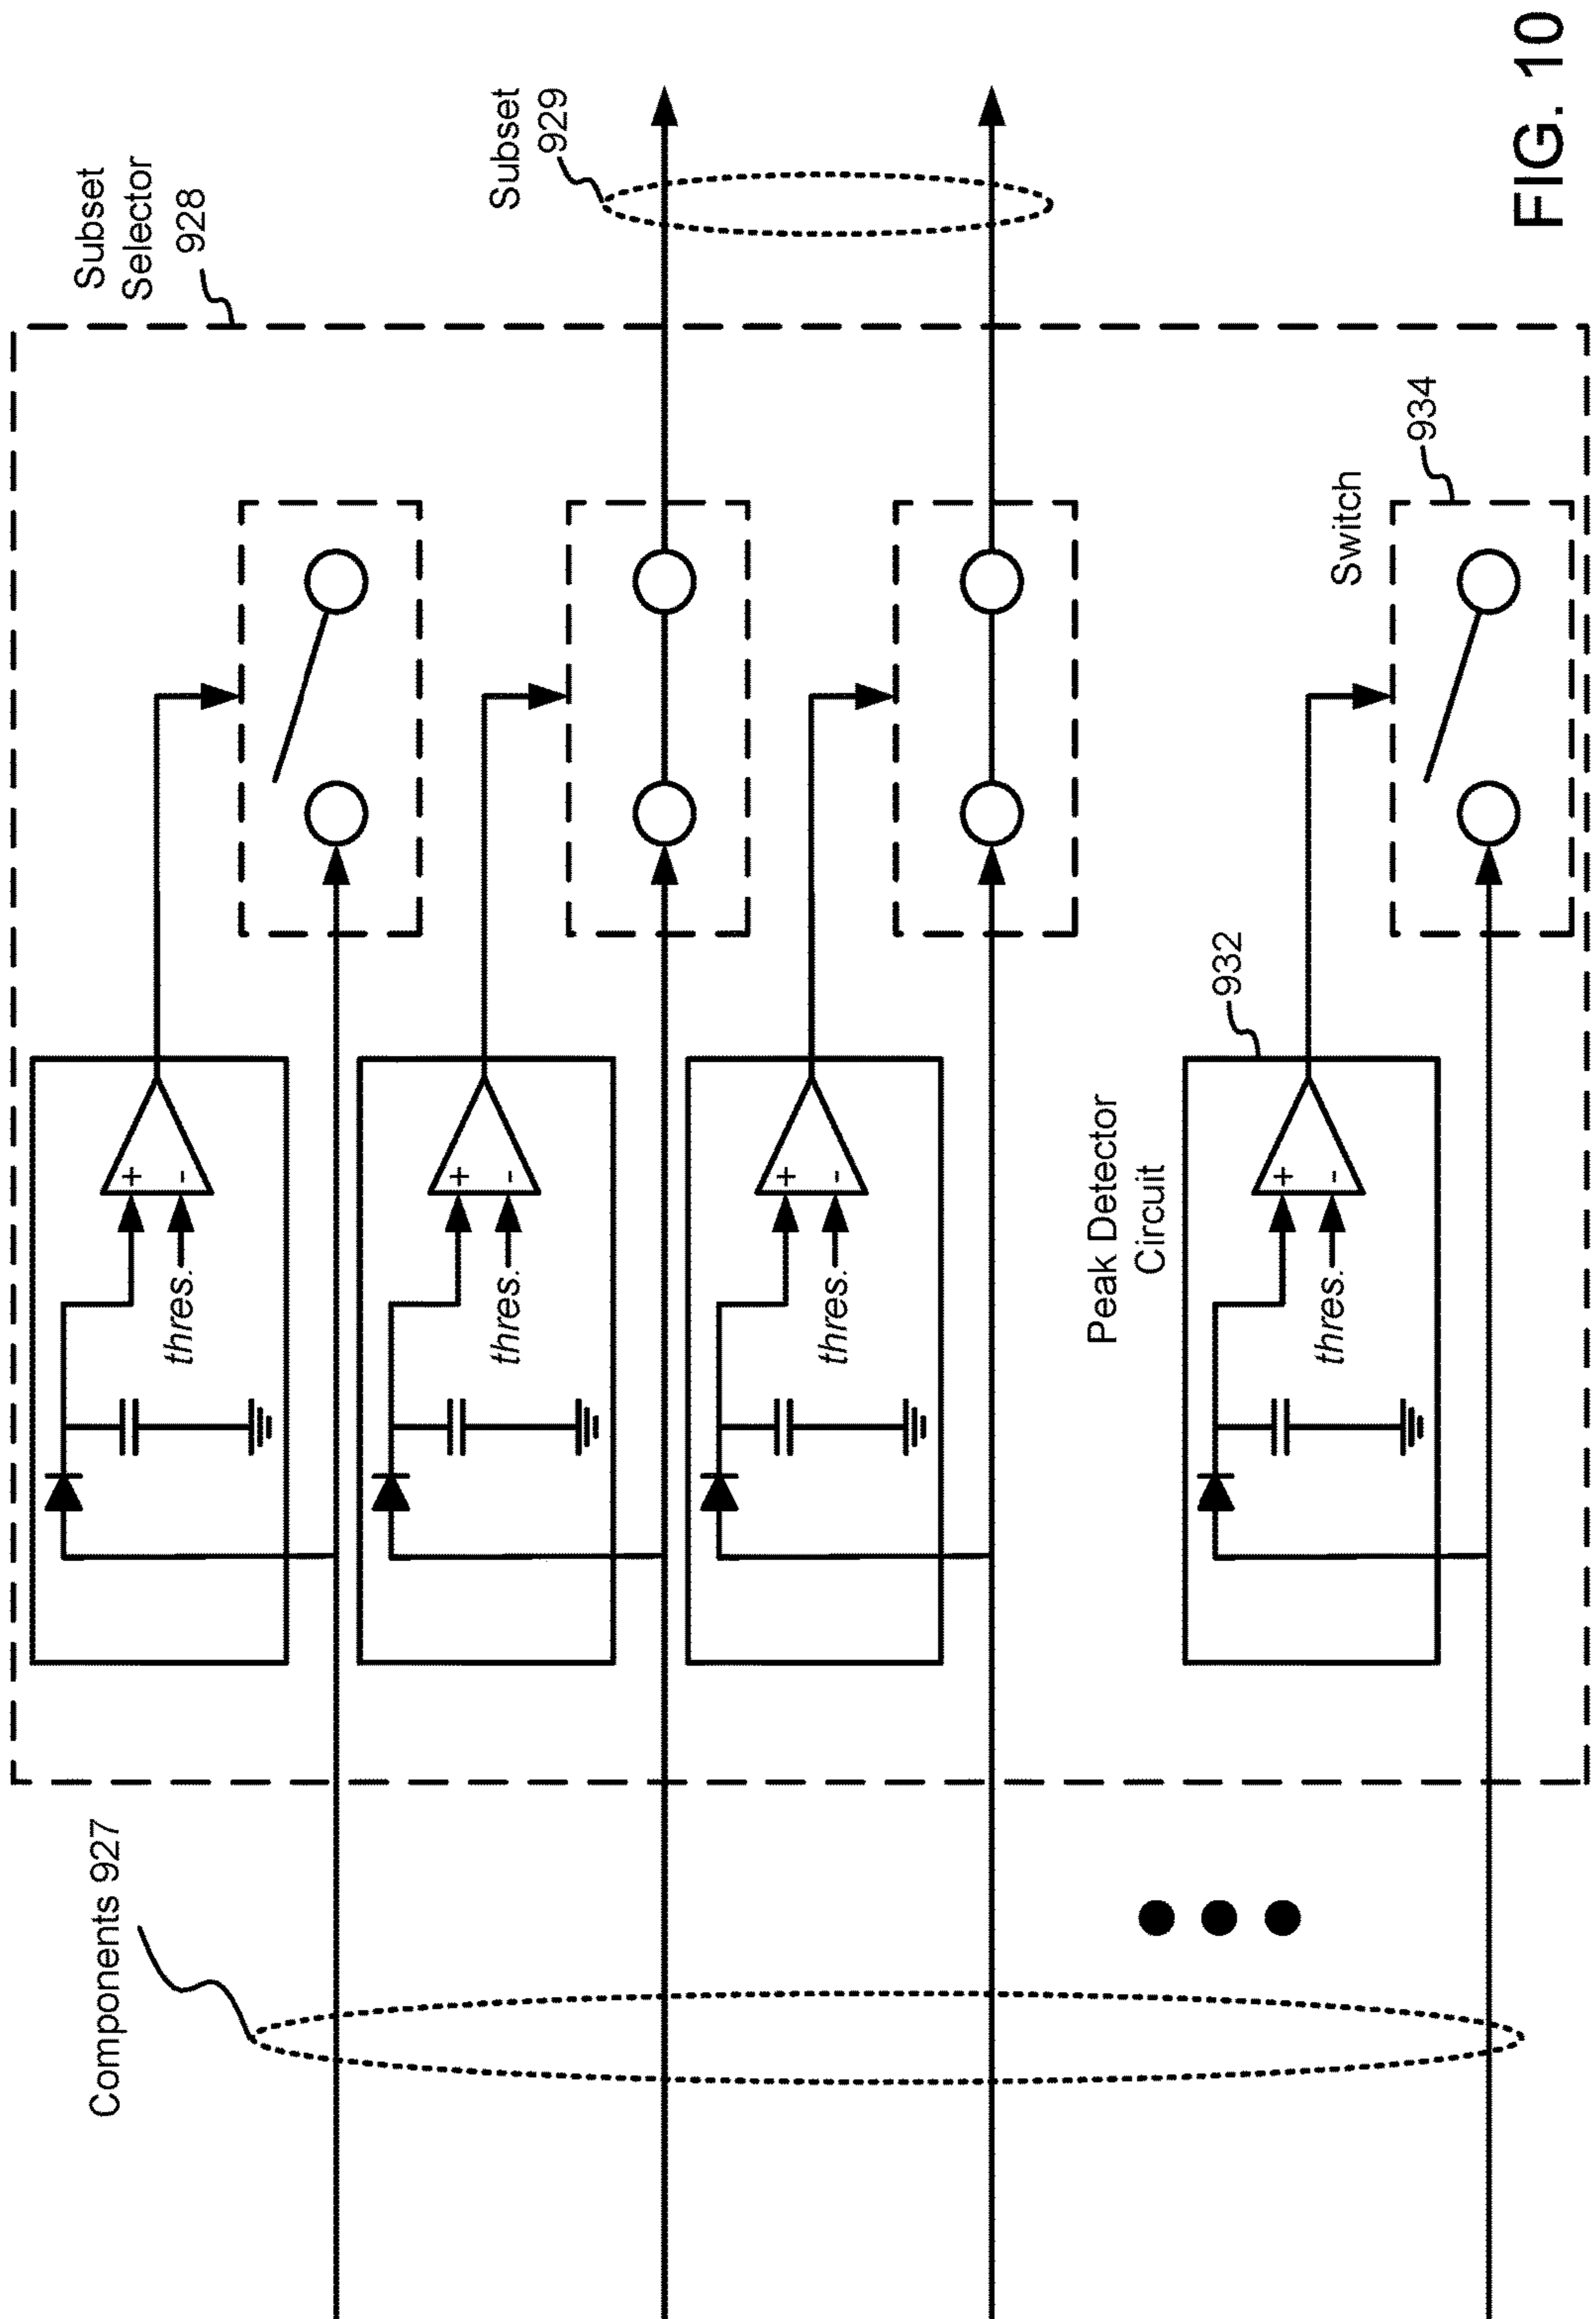 Components 927
Subset
Selector
928
+
-
thres.
+
-
thres.
+
-
thres.
Subset
929
Peak Detector
Circuit
932
+
-
thres.
Switch
934
FIG. 10